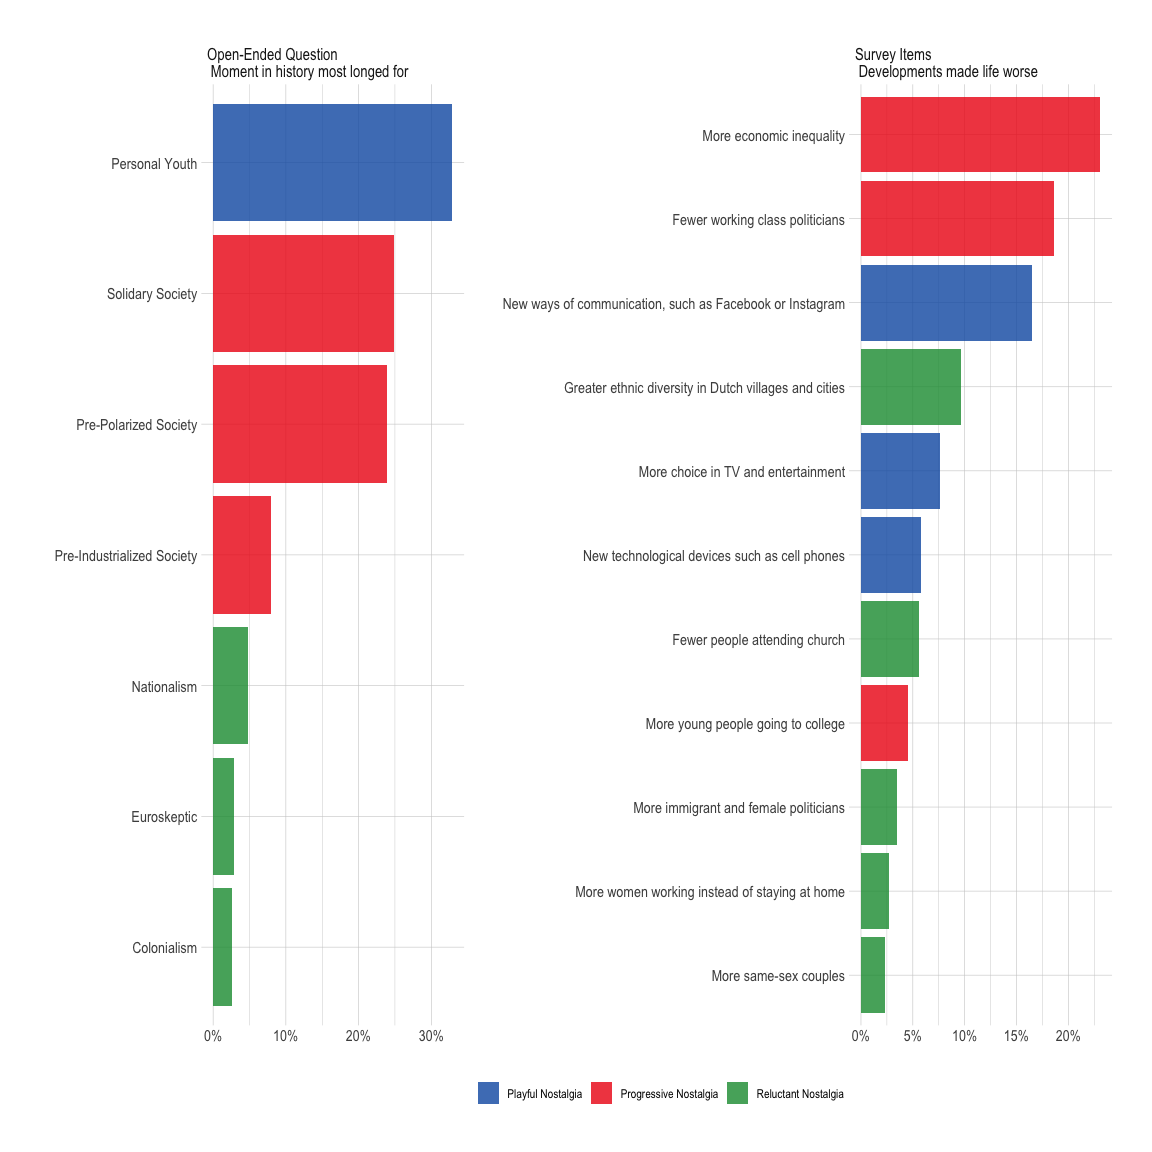 Open-Ended Question
Moment in history most longed for
Personal Youth
Solidary Society
Pre-Polarized Society
Pre-Industrialized Society
Nationalism
Euroskeptic
Colonialism
0% 10% 20% 30%
Survey Items
Developments made life worse
More economic inequality
Fewer working class politicians
New ways of communication, such as Facebook or Instagram
Greater ethnic diversity in Dutch villages and cities
More choice in TV and entertainment
New technological devices such as cell phones
Fewer people attending church
More young people going to college
More immigrant and female politicians
More women working instead of staying at home
More same-sex couples
0% 5% 10% 15% 20%
Playful Nostalgia Progressive Nostalgia Reluctant Nostalgia